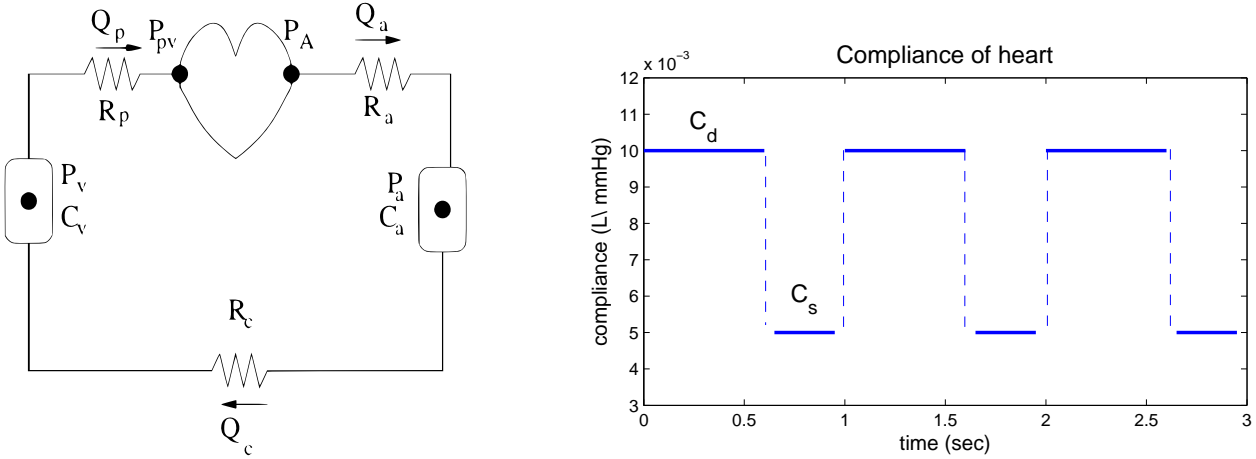 Q_p
P_pv
P_A
Q_a
R_p
R_a
P_v
C_v
P_a
C_a
R_c
Q_c
Compliance of heart
x 10^-3
12
11
10
9
8
7
6
5
4
3
compliance (L\ mmHg)
C_d
C_s
0 0.5 1 1.5 2 2.5 3
time (sec)